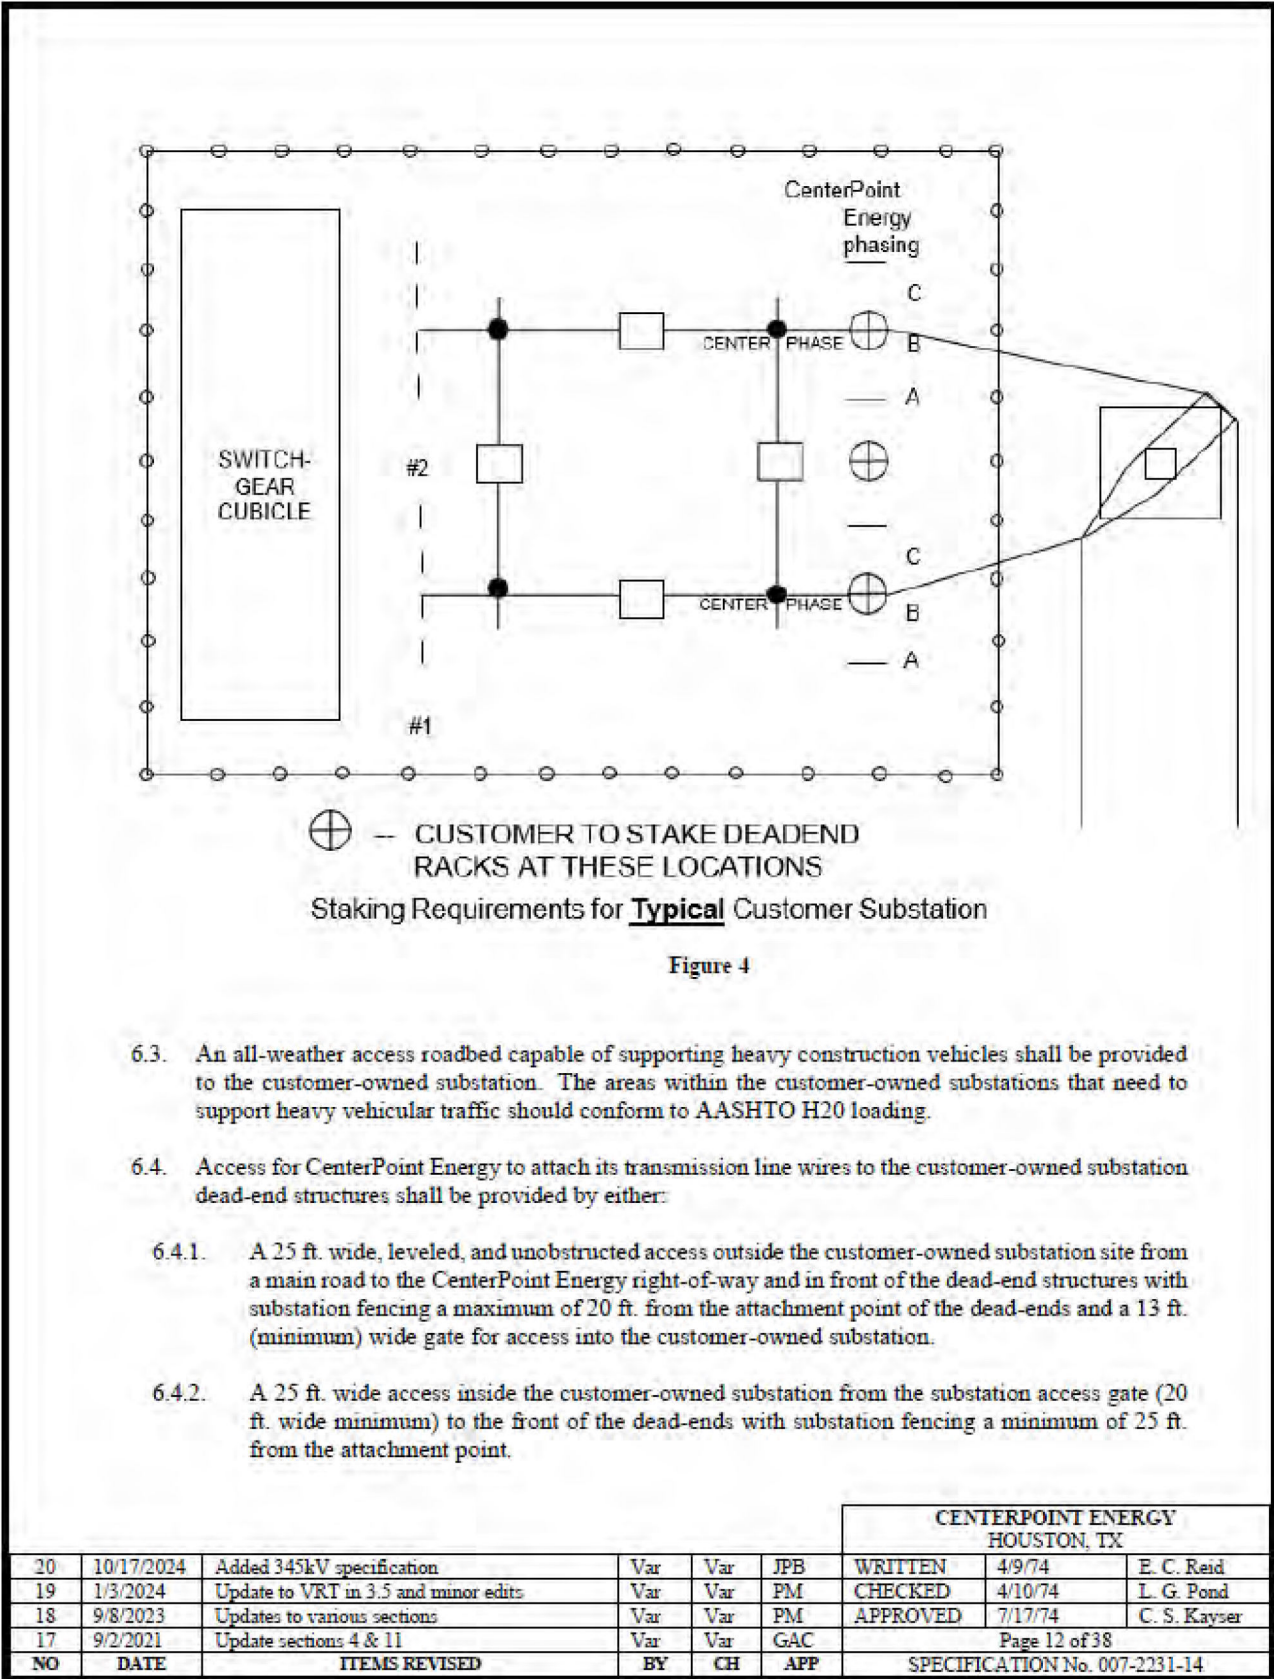 CenterPoint
Energy
phasing
C
CENTER PHASE
B
A
SWITCH-
GEAR
CUBICLE
#2
C
CENTER PHASE
B
A
#1
-- CUSTOMER TO STAKE DEADEND
RACKS AT THESE LOCATIONS
Staking Requirements for Typical Customer Substation
Figure 4
6.3. An all-weather access roadbed capable of supporting heavy construction vehicles shall be provided
to the customer-owned substation. The areas within the customer-owned substations that need to
support heavy vehicular traffic should conform to AASHTO H20 loading.
6.4. Access for CenterPoint Energy to attach its transmission line wires to the customer-owned substation
dead-end structures shall be provided by either:
6.4.1. A 25 ft. wide, leveled, and unobstructed access outside the customer-owned substation site from
a main road to the CenterPoint Energy right-of-way and in front of the dead-end structures with
substation fencing a maximum of 20 ft. from the attachment point of the dead-ends and a 13 ft.
(minimum) wide gate for access into the customer-owned substation.
6.4.2. A 25 ft. wide access inside the customer-owned substation from the substation access gate (20
ft. wide minimum) to the front of the dead-ends with substation fencing a minimum of 25 ft.
from the attachment point.
CENTERPOINT ENERGY
HOUSTON, TX
20 10/17/2024 Added 345kV specification Var Var JPB WRITTEN 4/9/74 E. C. Reid
19 1/3/2024 Update to VRT in 3.5 and minor edits Var Var PM CHECKED 4/10/74 L. G. Pond
18 9/8/2023 Updates to various sections Var Var PM APPROVED 7/17/74 C. S. Kayser
17 9/2/2021 Update sections 4 & 11 Var Var GAC Page 12 of 38
NO DATE ITEMS REVISED BY CH APP SPECIFICATION No. 007-2231-14